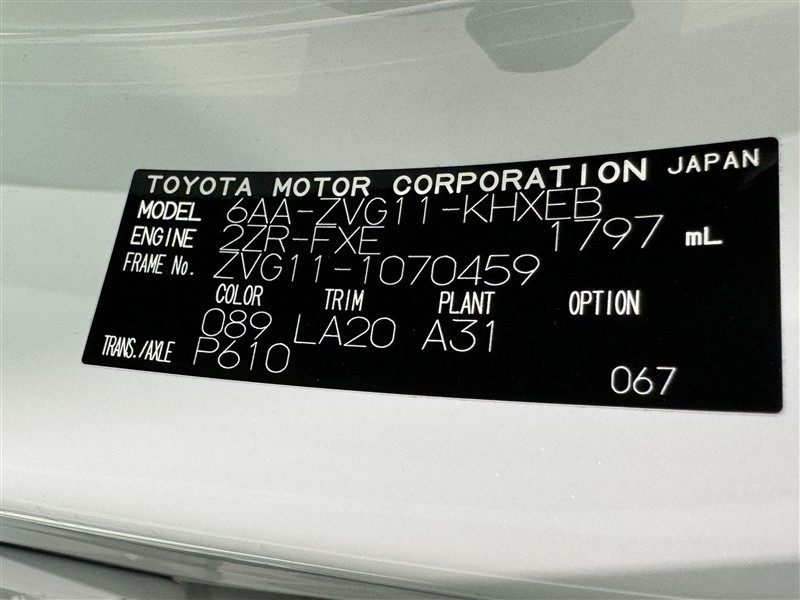 TOYOTA MOTOR CORPORATION JAPAN
MODEL 6AA-ZVG11-KHXEB
ENGINE 2ZR-FXE 1797 mL
FRAME No. ZVG11-1070459
COLOR TRIM PLANT OPTION
089 LA20 A31
TRANS./AXLE P610
067